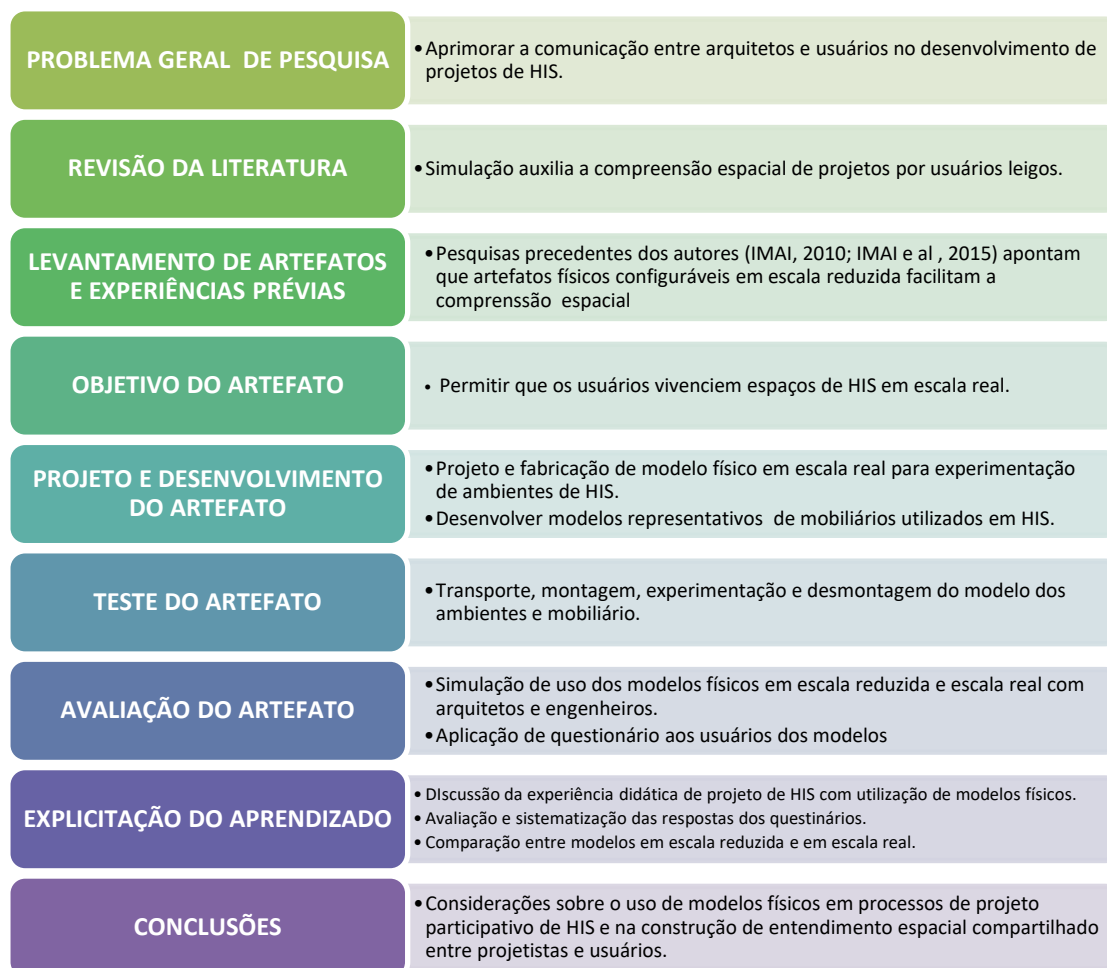 PROBLEMA GERAL DE PESQUISA
•Aprimorar a comunicação entre arquitetos e usuários no desenvolvimento de
projetos de HIS.
REVISÃO DA LITERATURA
•Simulação auxilia a compreensão espacial de projetos por usuários leigos.
LEVANTAMENTO DE ARTEFATOS
E EXPERIÊNCIAS PRÉVIAS
•Pesquisas precedentes dos autores (IMAI, 2010; IMAI e al , 2015) apontam
que artefatos físicos configuráveis em escala reduzida facilitam a
comprenssão espacial
OBJETIVO DO ARTEFATO
• Permitir que os usuários vivenciem espaços de HIS em escala real.
PROJETO E DESENVOLVIMENTO
DO ARTEFATO
•Projeto e fabricação de modelo físico em escala real para experimentação
de ambientes de HIS.
•Desenvolver modelos representativos de mobiliários utilizados em HIS.
TESTE DO ARTEFATO
•Transporte, montagem, experimentação e desmontagem do modelo dos
ambientes e mobiliário.
AVALIAÇÃO DO ARTEFATO
•Simulação de uso dos modelos físicos em escala reduzida e escala real com
arquitetos e engenheiros.
•Aplicação de questionário aos usuários dos modelos
EXPLICITAÇÃO DO APRENDIZADO
• DIscussão da experiência didática de projeto de HIS com utilização de modelos físicos.
• Avaliação e sistematização das respostas dos questinários.
• Comparação entre modelos em escala reduzida e em escala real.
CONCLUSÕES
•Considerações sobre o uso de modelos físicos em processos de projeto
participativo de HIS e na construção de entendimento espacial compartilhado
entre projetistas e usuários.